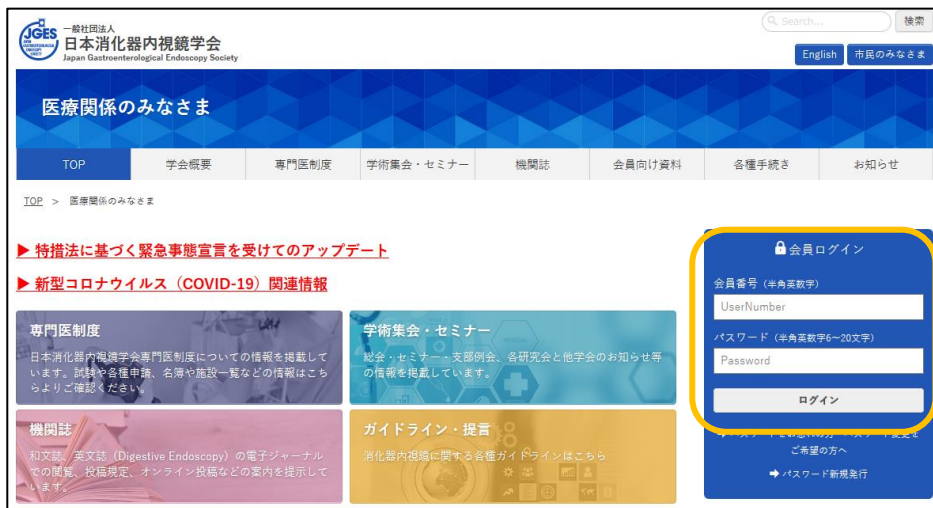 JGES
一般社団法人
日本消化器内視鏡学会
Japan Gastroenterological Endoscopy Society
Search...
検索
English
市民のみなさま
医療関係のみなさま
TOP 学会概要 専門医制度 学術集会・セミナー 機関誌 会員向け資料 各種手続き お知らせ
TOP > 医療関係のみなさま
▶ 特措法に基づく緊急事態宣言を受けてのアップデート
▶ 新型コロナウイルス（COVID-19）関連情報
専門医制度
日本消化器内視鏡学会専門医制度についての情報を掲載して
います。試験や各種申請、名簿や施設一覧などの情報はこち
らよりご確認ください。
学術集会・セミナー
総会・セミナー・支部例会、各研究会と他学会のお知らせ等
の情報を掲載しています。
機関誌
和文誌、英文誌（Digestive Endoscopy）の電子ジャーナル
での閲覧、投稿規定、オンライン投稿などの案内を提示して
います。
ガイドライン・提言
消化器内視鏡に関する各種ガイドラインはこちら
会員ログイン
会員番号（半角英数字）
UserNumber
パスワード（半角英数字6～20文字）
Password
ログイン
ご希望の方へ
➡ パスワード新規発行